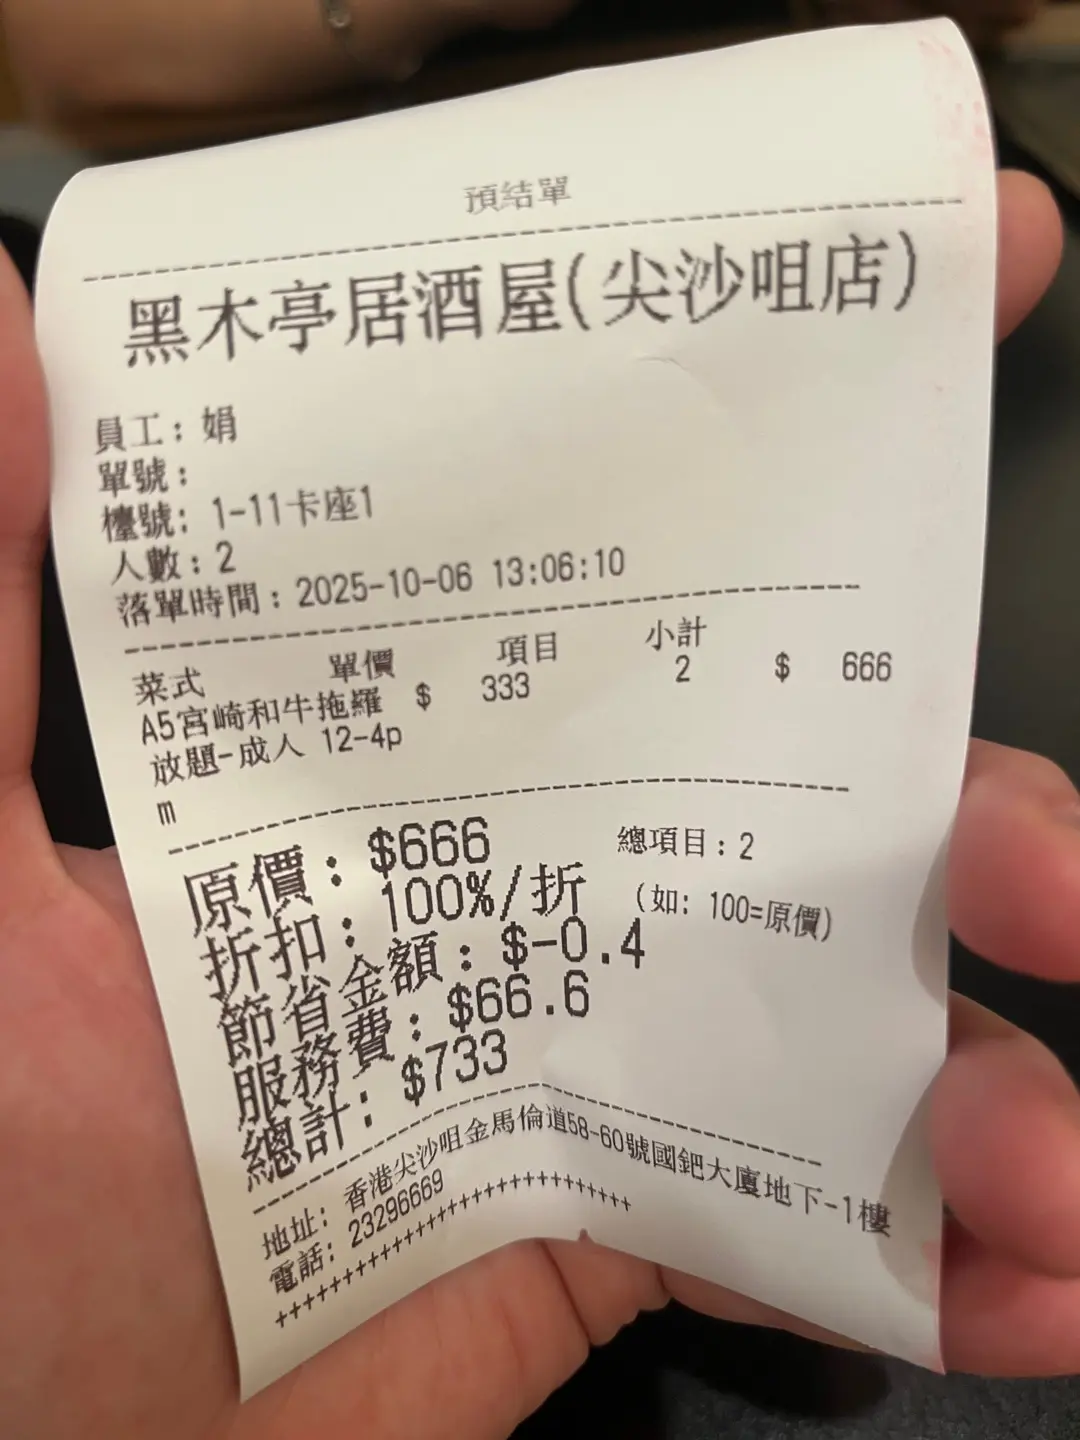 預结單
黑木亭居酒屋(尖沙咀店)
員工: 娟
單號:
檯號: 1-11卡座1
人數: 2
落單時間: 2025-10-06 13:06:10
菜式 單價 項目 小計
A5宮崎和牛拖羅 $ 333 2 $ 666
放題-成人 12-4p
m
原價: $666 總項目: 2
折扣: 100%/折 (如: 100=原價)
節省金額: $-0.4
服務費: $66.6
總計: $733
地址: 香港尖沙咀金馬倫道58-60號國鈀大廈地下-1樓
電話: 23296669
++++++++++++++++++++++++++++++